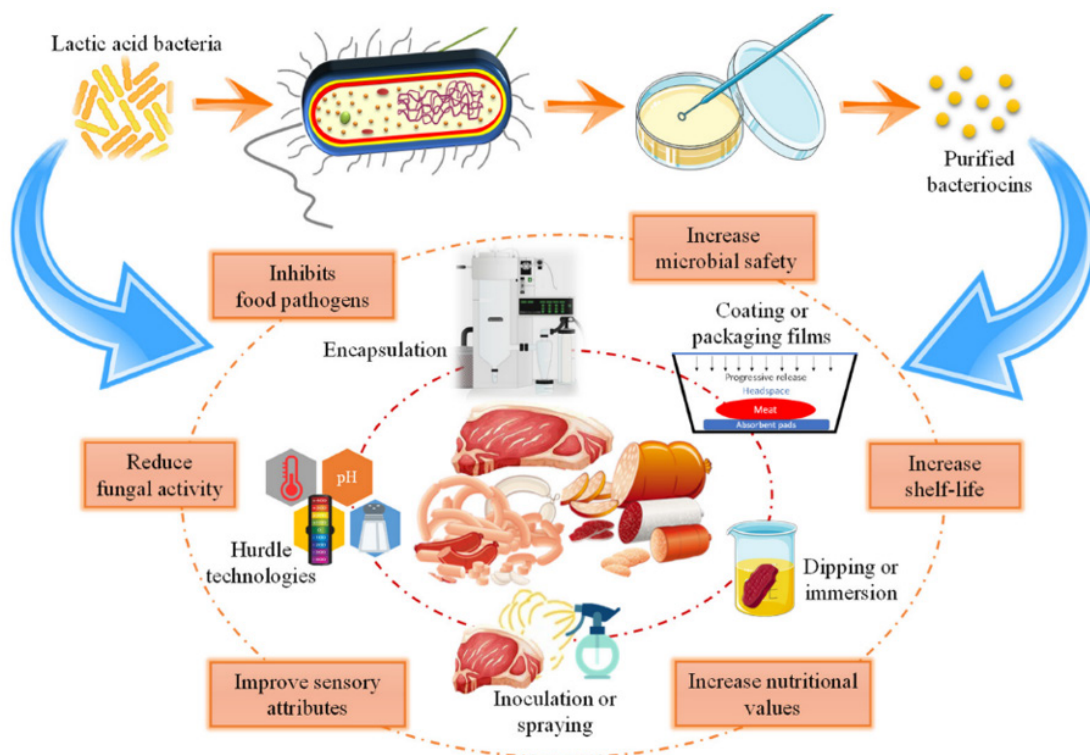 Lactic acid bacteria
Purified
bacteriocins
Increase
microbial safety
Inhibits
food pathogens
Coating or
packaging films
Encapsulation
Progressive release
Headspace
Meat
Absorbent pads
Reduce
fungal activity
pH
Increase
shelf-life
Hurdle
technologies
Dipping or
immersion
Improve sensory
attributes
Inoculation or
spraying
Increase nutritional
values